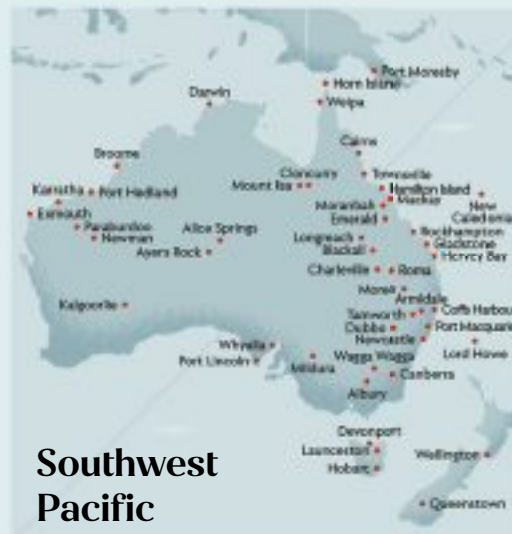 Port Moresby
Horn Island
Weipa
Darwin
Cairns
Broome
Townsville
Cloncurry
Mount Isa
Hamilton Island
Mackay
Karratha
Port Hedland
Moranbah
New
Caledonia
Exmouth
Emerald
Rockhampton
Paraburdoo
Alice Springs
Longreach
Gladstone
Newman
Blackall
Hervey Bay
Ayers Rock
Charleville
Roma
Moree
Armidale
Kalgoorlie
Coffs Harbou
Tamworth
Port Macquarie
Dubbo
Newcastle
Whyalla
Lord Howe
Port Lincoln
Wagga Wagga
Mildura
Canberra
Albury
Devonport
Launceston
Wellington
Hobart
Queenstown
Southwest
Pacific